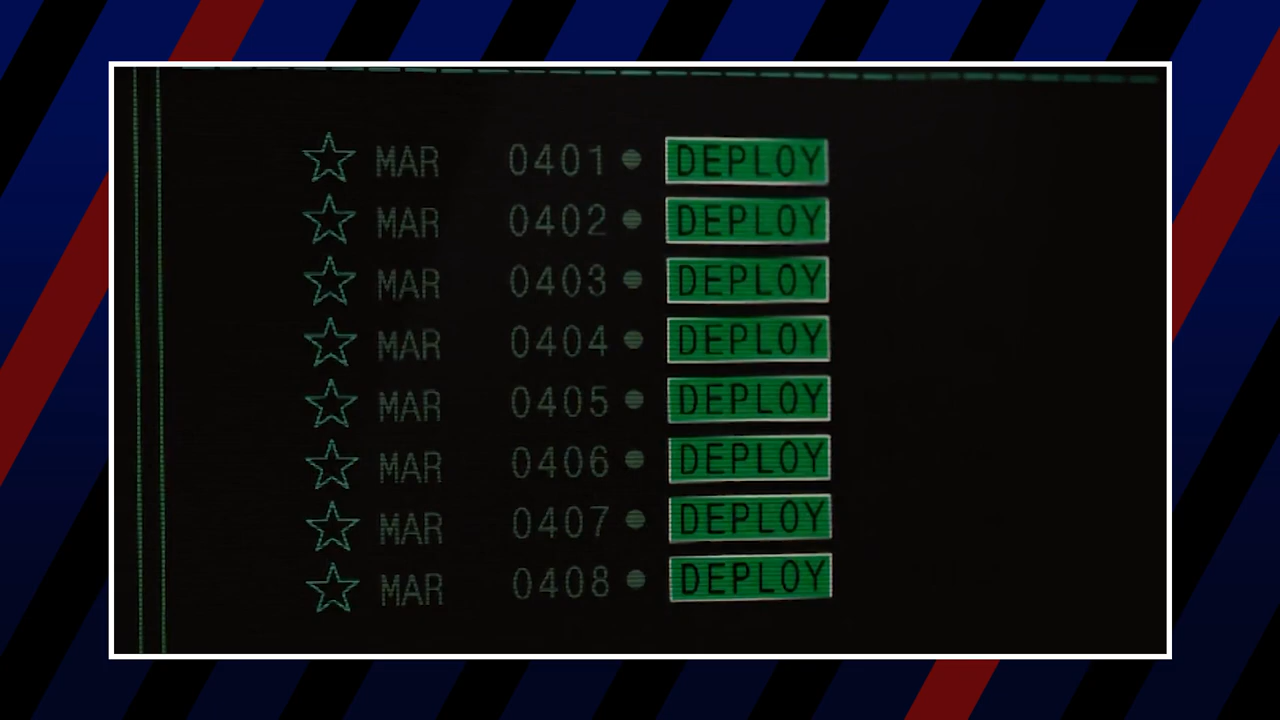 ☆ MAR 0401 ● DEPLOY
☆ MAR 0402 ● DEPLOY
☆ MAR 0403 ● DEPLOY
☆ MAR 0404 ● DEPLOY
☆ MAR 0405 ● DEPLOY
☆ MAR 0406 ● DEPLOY
☆ MAR 0407 ● DEPLOY
☆ MAR 0408 ● DEPLOY